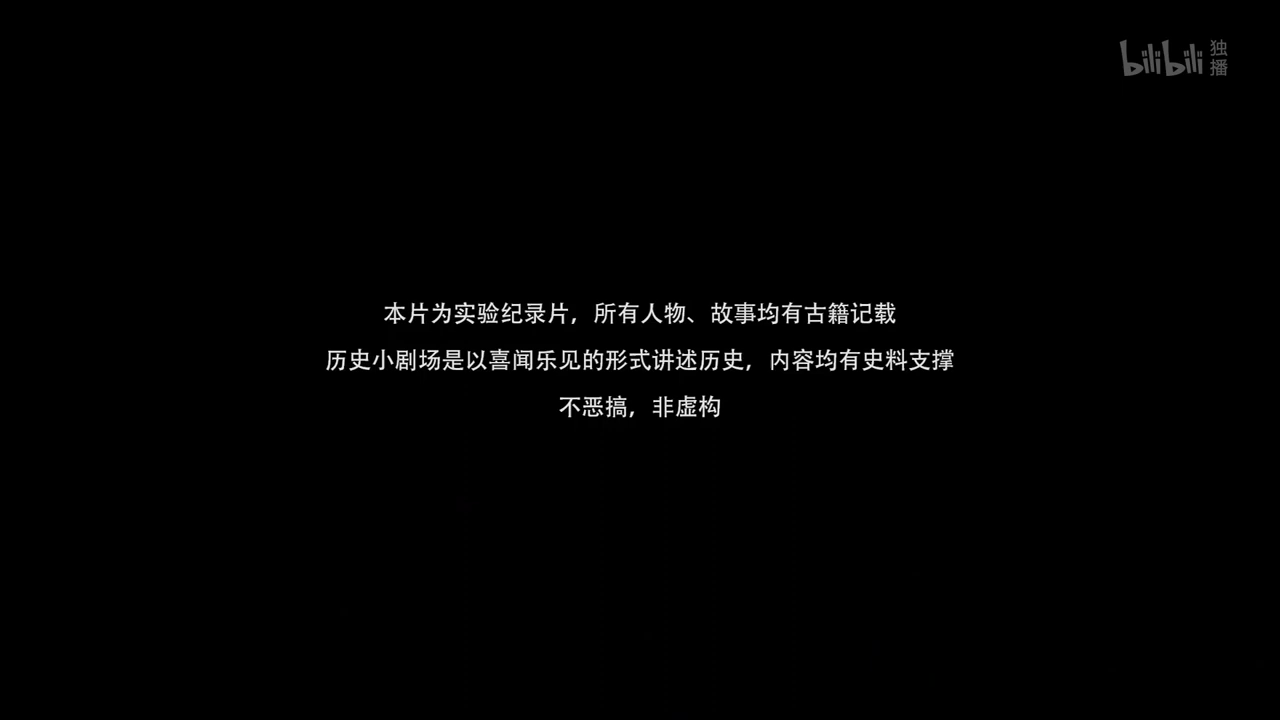 bilibili 独播
本片为实验纪录片，所有人物、故事均有古籍记载
历史小剧场是以喜闻乐见的形式讲述历史，内容均有史料支撑
不恶搞，非虚构